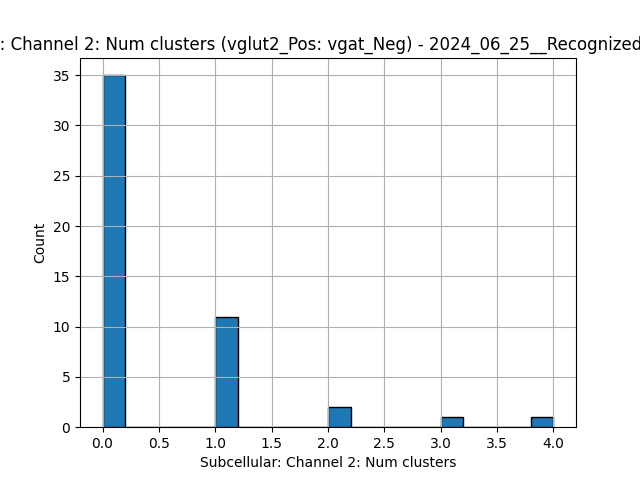 : Channel 2: Num clusters (vglut2_Pos: vgat_Neg) - 2024_06_25__Recognized
35
30
25
20
15
10
5
0
Count
0.0 0.5 1.0 1.5 2.0 2.5 3.0 3.5 4.0
Subcellular: Channel 2: Num clusters